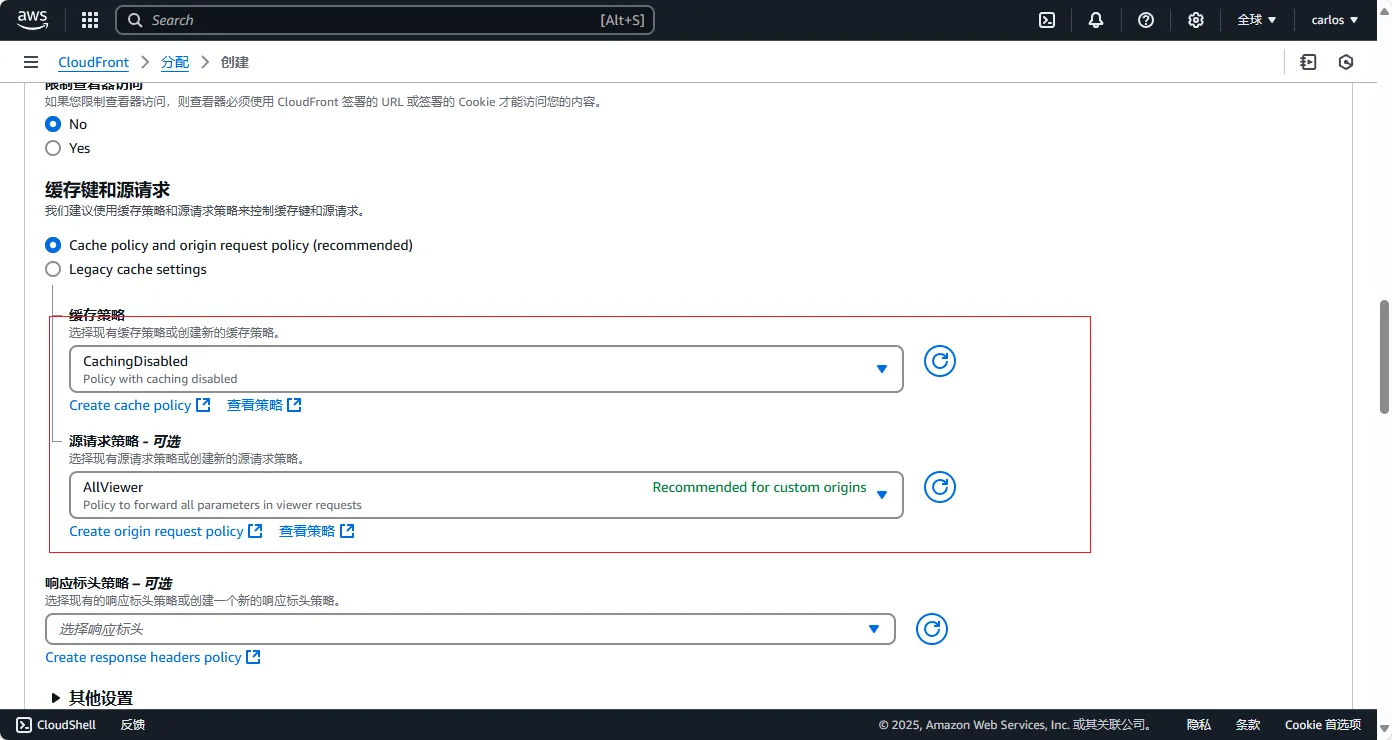 aws
Search
[Alt+S]
全球
carlos
CloudFront
分配
创建
限制查看器访问
如果您限制查看器访问，则查看器必须使用 CloudFront 签署的 URL 或签署的 Cookie 才能访问您的内容。
No
Yes
缓存键和源请求
我们建议使用缓存策略和源请求策略来控制缓存键和源请求。
Cache policy and origin request policy (recommended)
Legacy cache settings
缓存策略
选择现有缓存策略或创建新的缓存策略。
CachingDisabled
Policy with caching disabled
Create cache policy 查看策略
源请求策略 - 可选
选择现有源请求策略或创建新的源请求策略。
AllViewer Recommended for custom origins
Policy to forward all parameters in viewer requests
Create origin request policy 查看策略
响应标头策略 – 可选
选择现有的响应标头策略或创建一个新的响应标头策略。
选择响应标头
Create response headers policy
其他设置
CloudShell 反馈 © 2025, Amazon Web Services, Inc. 或其关联公司。 隐私 条款 Cookie 首选项